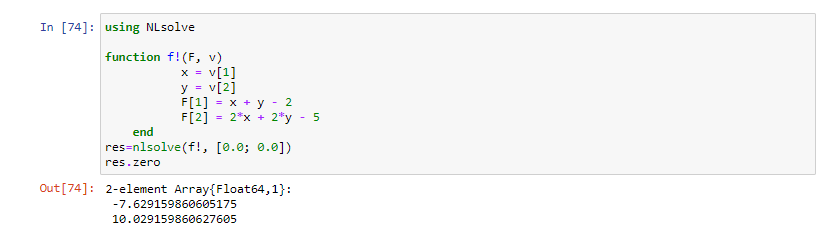 In [74]: using NLsolve
function f!(F, v)
x = v[1]
y = v[2]
F[1] = x + y - 2
F[2] = 2*x + 2*y - 5
end
res=nlsolve(f!, [0.0; 0.0])
res.zero
Out[74]: 2-element Array{Float64,1}:
-7.629159860605175
10.029159860627605